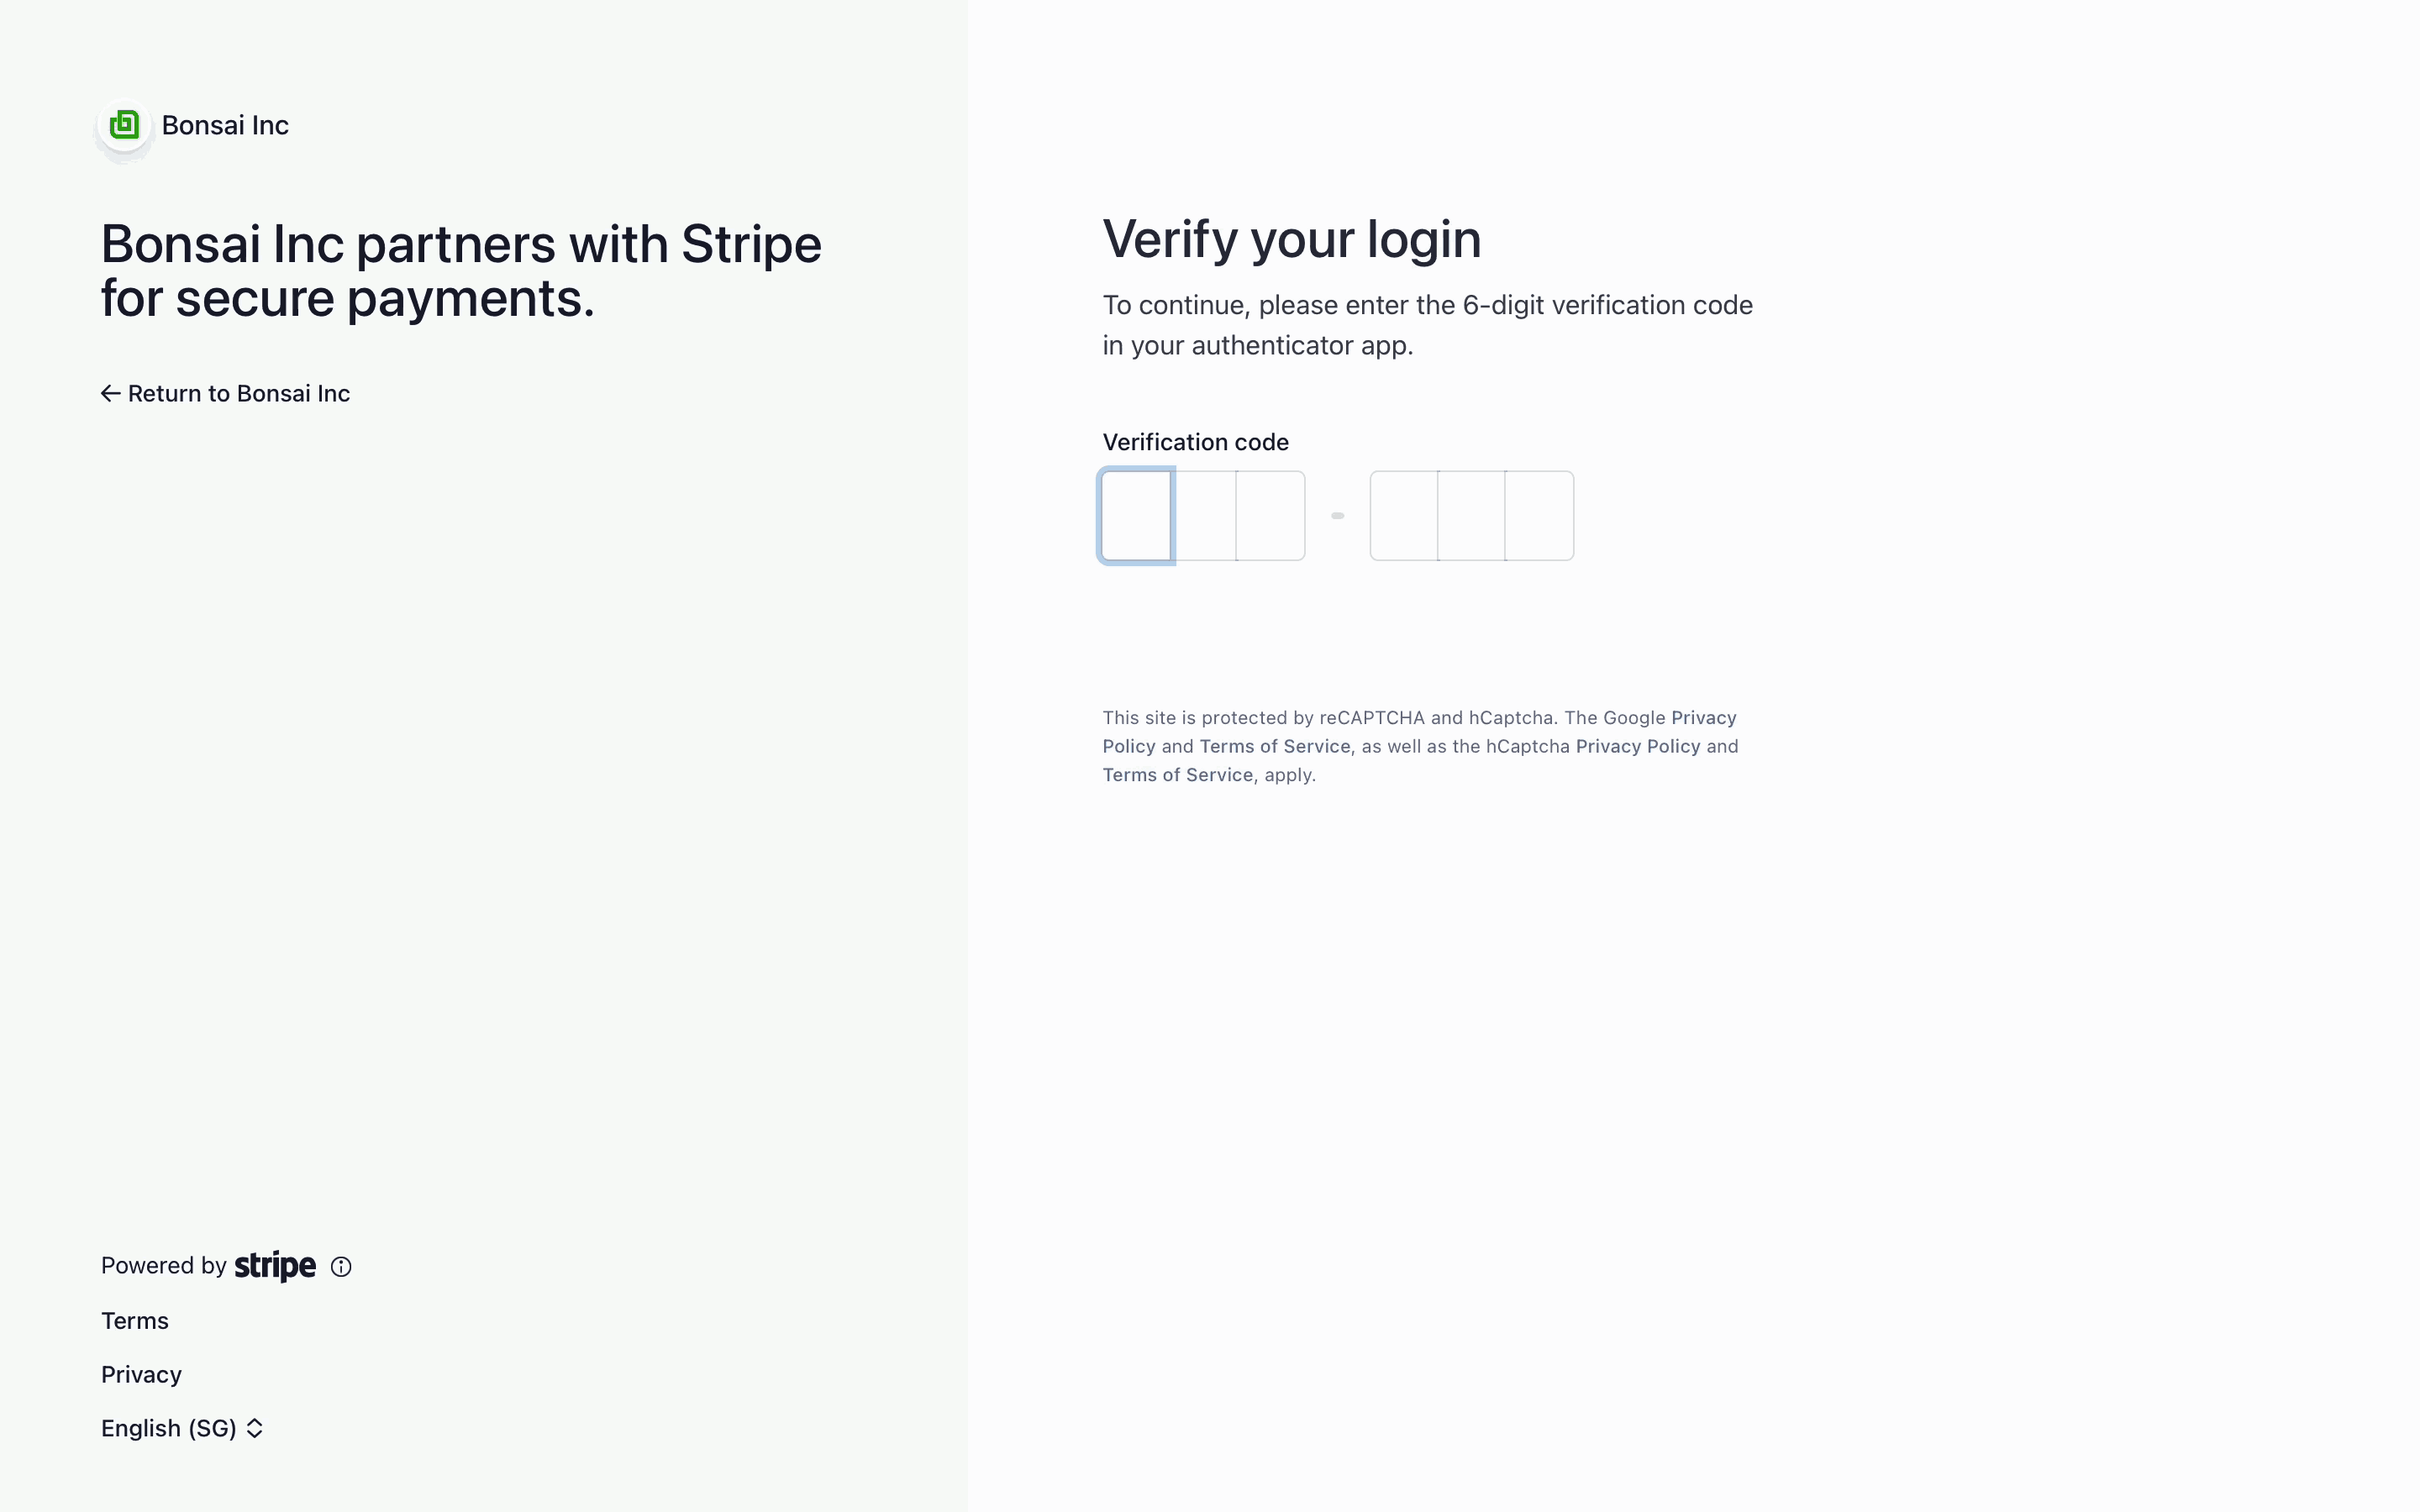 Bonsai Inc
Bonsai Inc partners with Stripe
for secure payments.
Return to Bonsai Inc
Powered by stripe
Terms
Privacy
English (SG)
Verify your login
To continue, please enter the 6-digit verification code
in your authenticator app.
Verification code
-
This site is protected by reCAPTCHA and hCaptcha. The Google Privacy
Policy and Terms of Service, as well as the hCaptcha Privacy Policy and
Terms of Service, apply.